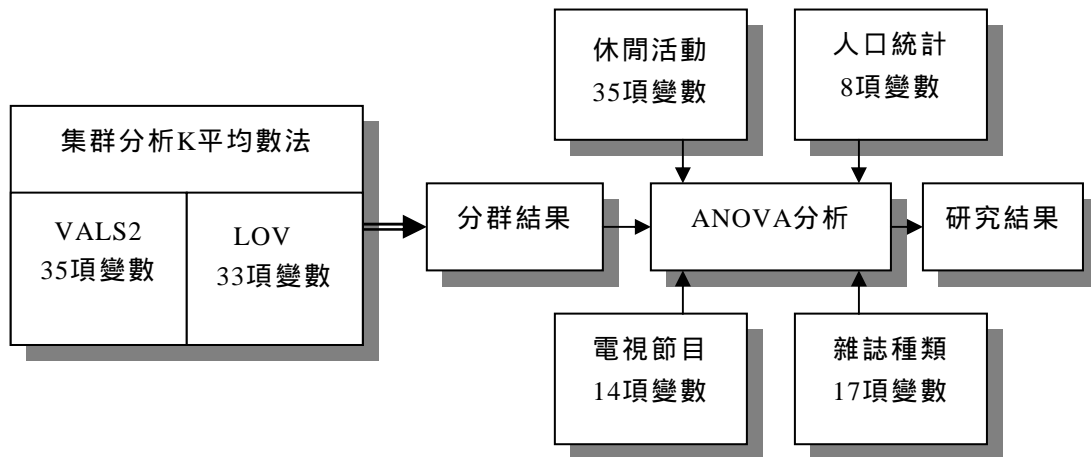 休閒活動
35項變數
人口統計
8項變數
集群分析K平均數法
VALS2
35項變數
LOV
33項變數
分群結果
ANOVA分析
研究結果
電視節目
14項變數
雜誌種類
17項變數